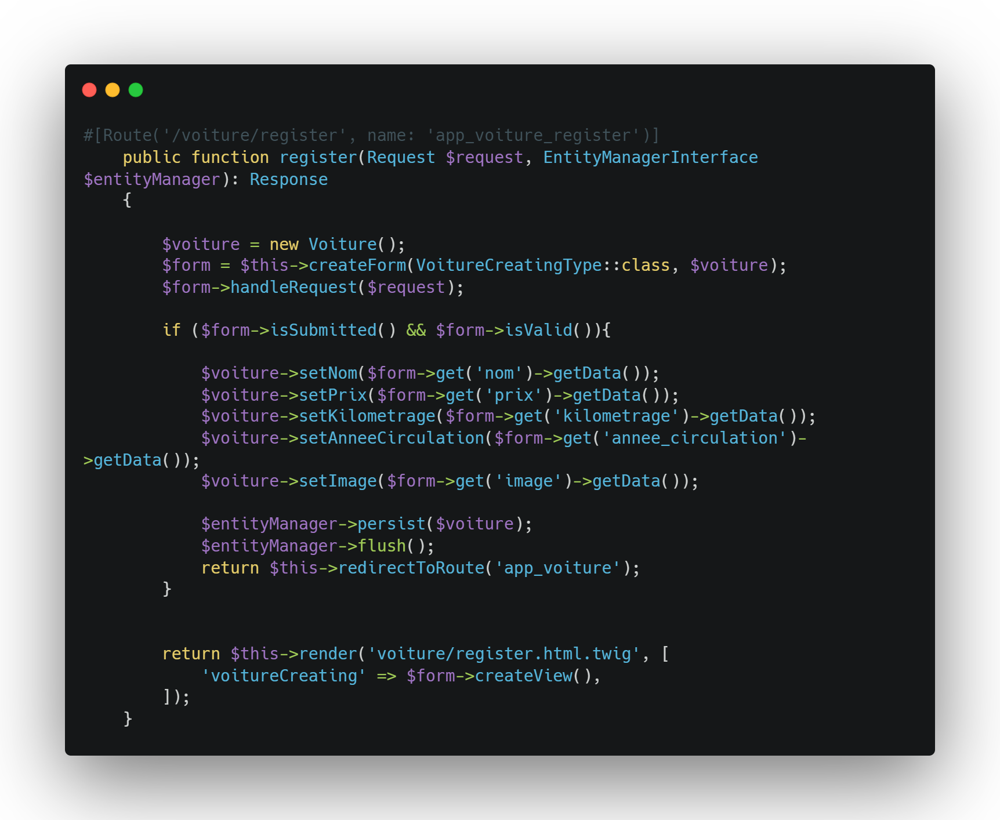 #[Route('/voiture/register', name: 'app_voiture_register')]
    public function register(Request $request, EntityManagerInterface
$entityManager): Response
    {
        $voiture = new Voiture();
        $form = $this->createForm(VoitureCreatingType::class, $voiture);
        $form->handleRequest($request);
        if ($form->isSubmitted() && $form->isValid()){
            $voiture->setNom($form->get('nom')->getData());
            $voiture->setPrix($form->get('prix')->getData());
            $voiture->setKilometrage($form->get('kilometrage')->getData());
            $voiture->setAnneeCirculation($form->get('annee_circulation')-
>getData());
            $voiture->setImage($form->get('image')->getData());
            $entityManager->persist($voiture);
            $entityManager->flush();
            return $this->redirectToRoute('app_voiture');
        }
        return $this->render('voiture/register.html.twig', [
            'voitureCreating' => $form->createView(),
        ]);
    }